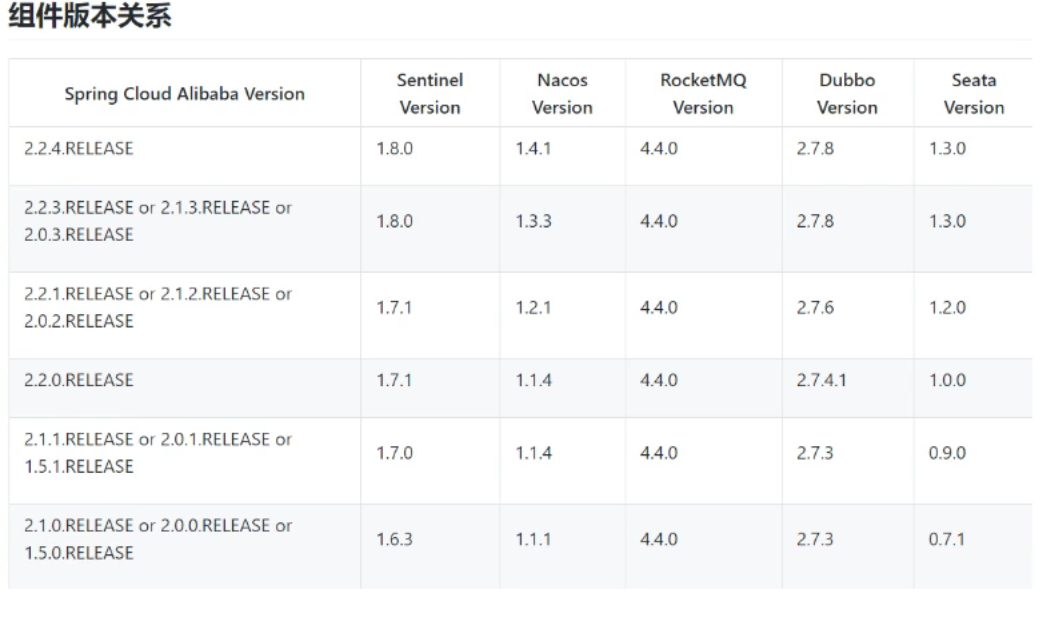 组件版本关系
Spring Cloud Alibaba Version
Sentinel Version
Nacos Version
RocketMQ Version
Dubbo Version
Seata Version
2.2.4.RELEASE
1.8.0
1.4.1
4.4.0
2.7.8
1.3.0
2.2.3.RELEASE or 2.1.3.RELEASE or
2.0.3.RELEASE
1.8.0
1.3.3
4.4.0
2.7.8
1.3.0
2.2.1.RELEASE or 2.1.2.RELEASE or
2.0.2.RELEASE
1.7.1
1.2.1
4.4.0
2.7.6
1.2.0
2.2.0.RELEASE
1.7.1
1.1.4
4.4.0
2.7.4.1
1.0.0
2.1.1.RELEASE or 2.0.1.RELEASE or
1.5.1.RELEASE
1.7.0
1.1.4
4.4.0
2.7.3
0.9.0
2.1.0.RELEASE or 2.0.0.RELEASE or
1.5.0.RELEASE
1.6.3
1.1.1
4.4.0
2.7.3
0.7.1